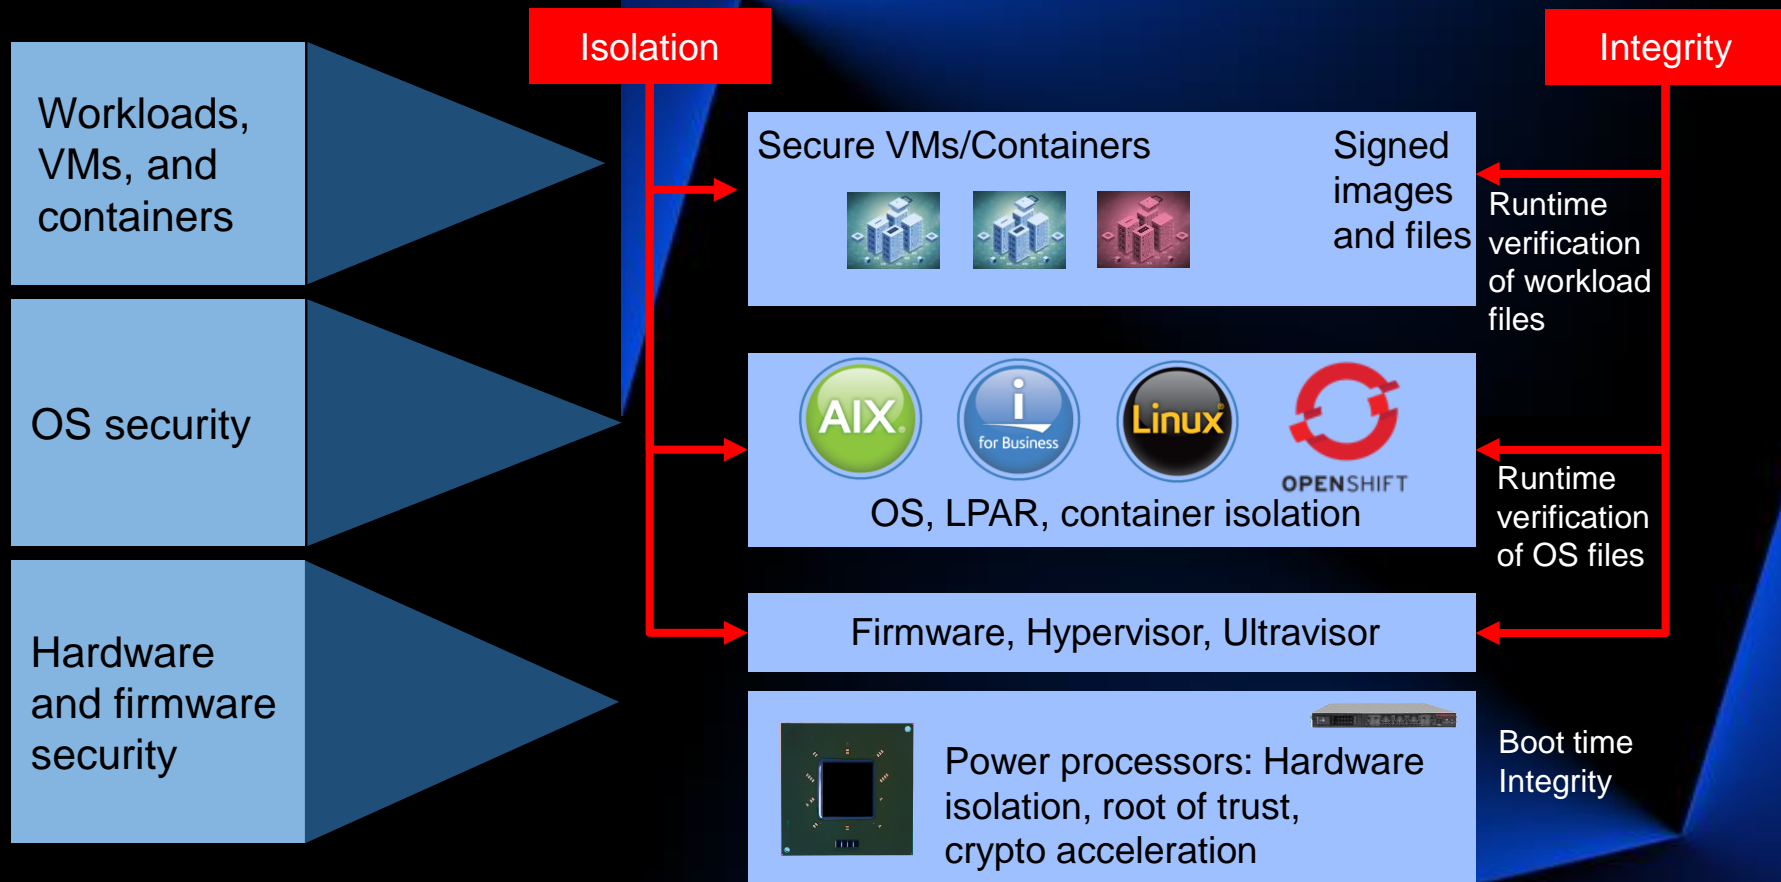 Isolation
Integrity
Workloads,
VMs, and
containers
Secure VMs/Containers
Signed
images
and files
Runtime
verification
of workload
files
OS security
AIX
i
for Business
Linux
OPENSHIFT
OS, LPAR, container isolation
Runtime
verification
of OS files
Hardware
and firmware
security
Firmware, Hypervisor, Ultravisor
Power processors: Hardware
isolation, root of trust,
crypto acceleration
Boot time
Integrity